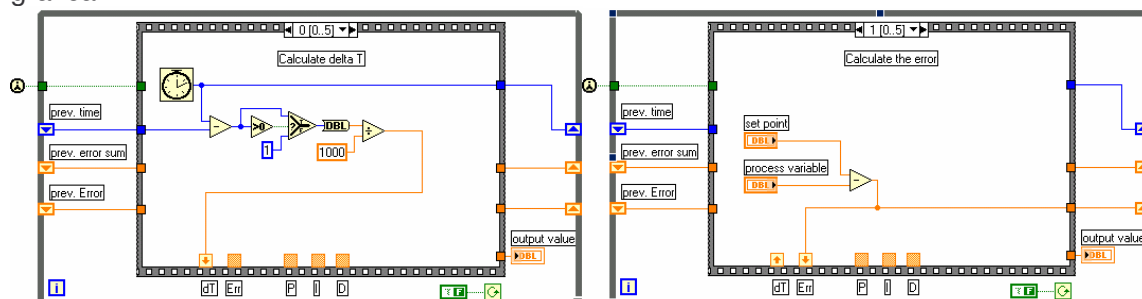 0 [0..5]
Calculate delta T
prev. time
>0
?
DBL
÷
1
1000
prev. error sum
prev. Error
output value
DBL
i
dT Err P I D
F
1 [0..5]
Calculate the error
prev. time
set point
DBL
prev. error sum
process variable
DBL
prev. Error
output value
DBL
i
dT Err P I D
F